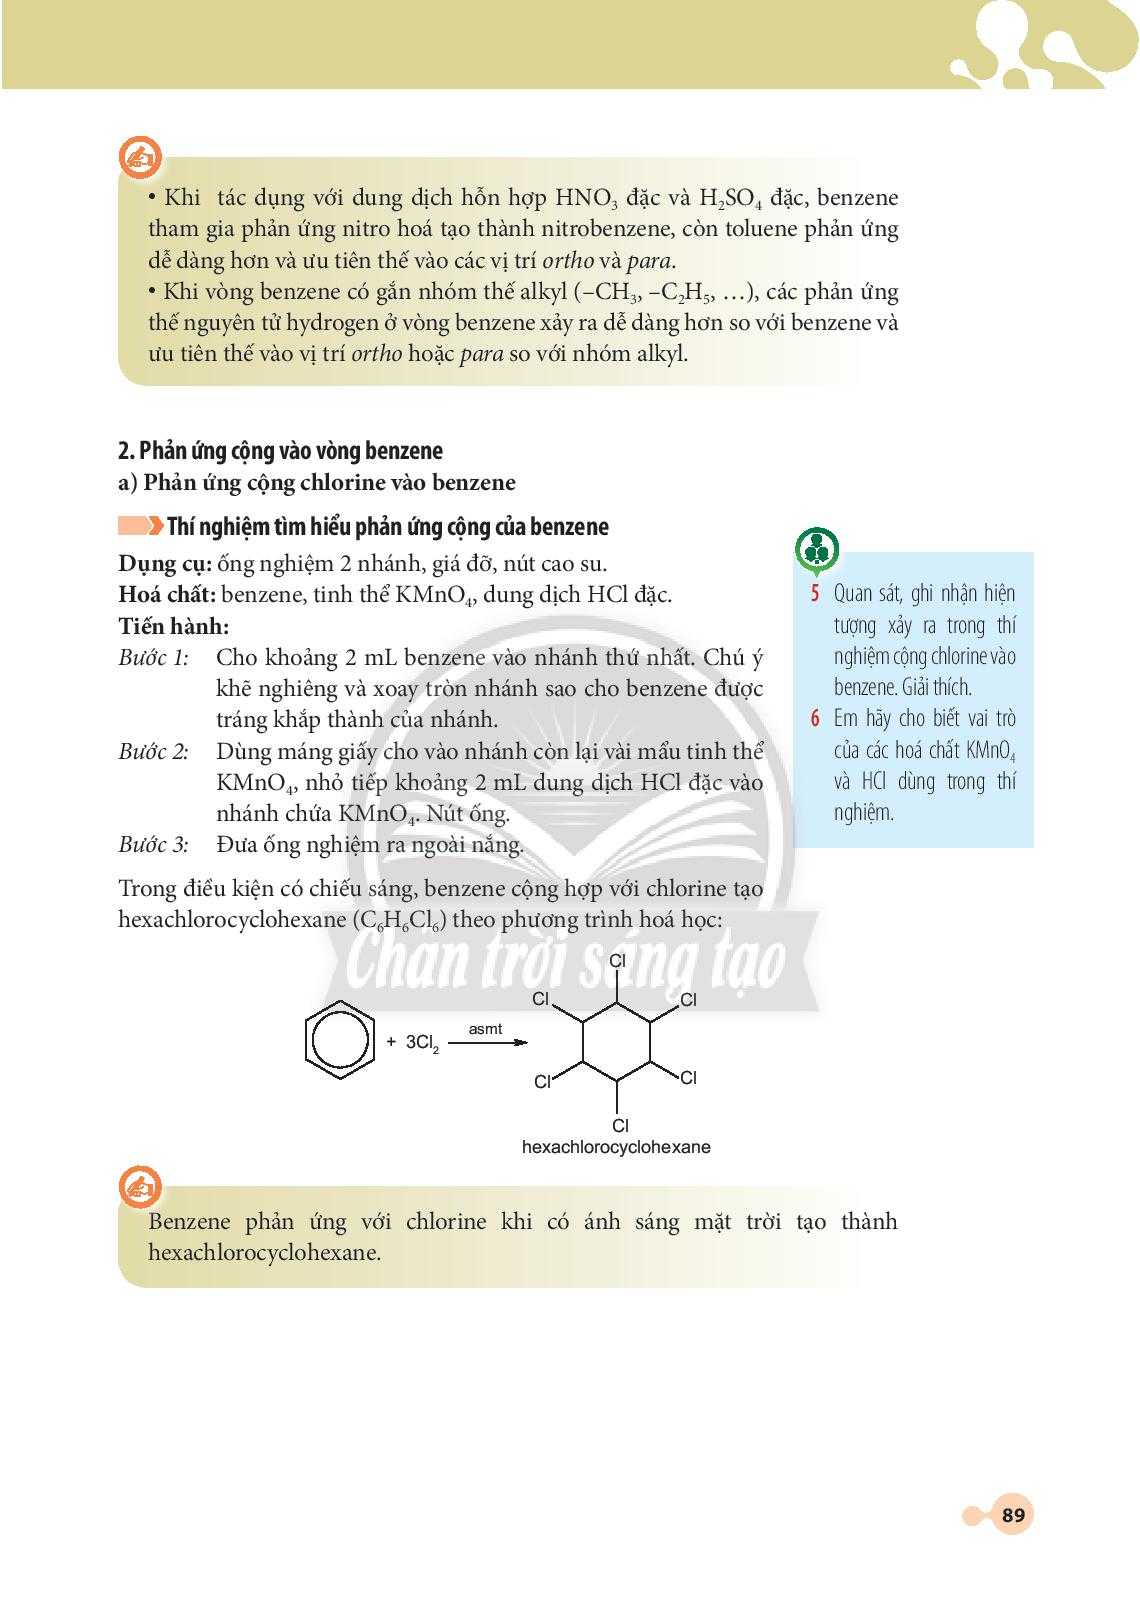 • Khi tác dụng với dung dịch hỗn hợp HNO₃ đặc và H₂SO₄ đặc, benzene
tham gia phản ứng nitro hoá tạo thành nitrobenzene, còn toluene phản ứng
dễ dàng hơn và ưu tiên thế vào các vị trí ortho và para.
• Khi vòng benzene có gắn nhóm thế alkyl (–CH₃, –C₂H₅, …), các phản ứng
thế nguyên tử hydrogen ở vòng benzene xảy ra dễ dàng hơn so với benzene và
ưu tiên thế vào vị trí ortho hoặc para so với nhóm alkyl.
2. Phản ứng cộng vào vòng benzene
a) Phản ứng cộng chlorine vào benzene
Thí nghiệm tìm hiểu phản ứng cộng của benzene
Dụng cụ: ống nghiệm 2 nhánh, giá đỡ, nút cao su.
Hoá chất: benzene, tinh thể KMnO₄, dung dịch HCl đặc.
Tiến hành:
Bước 1: Cho khoảng 2 mL benzene vào nhánh thứ nhất. Chú ý
khẽ nghiêng và xoay tròn nhánh sao cho benzene được
tráng khắp thành của nhánh.
Bước 2: Dùng máng giấy cho vào nhánh còn lại vài mẩu tinh thể
KMnO₄, nhỏ tiếp khoảng 2 mL dung dịch HCl đặc vào
nhánh chứa KMnO₄. Nút ống.
Bước 3: Đưa ống nghiệm ra ngoài nắng.
5 Quan sát, ghi nhận hiện
tượng xảy ra trong thí
nghiệm cộng chlorine vào
benzene. Giải thích.
6 Em hãy cho biết vai trò
của các hoá chất KMnO₄
và HCl dùng trong thí
nghiệm.
Trong điều kiện có chiếu sáng, benzene cộng hợp với chlorine tạo
hexachlorocyclohexane (C₆H₆Cl₆) theo phương trình hoá học:
Chân trời sáng tạo
Cl
Cl Cl
+ 3Cl₂ asmt
Cl Cl
Cl
hexachlorocyclohexane
Benzene phản ứng với chlorine khi có ánh sáng mặt trời tạo thành
hexachlorocyclohexane.
89